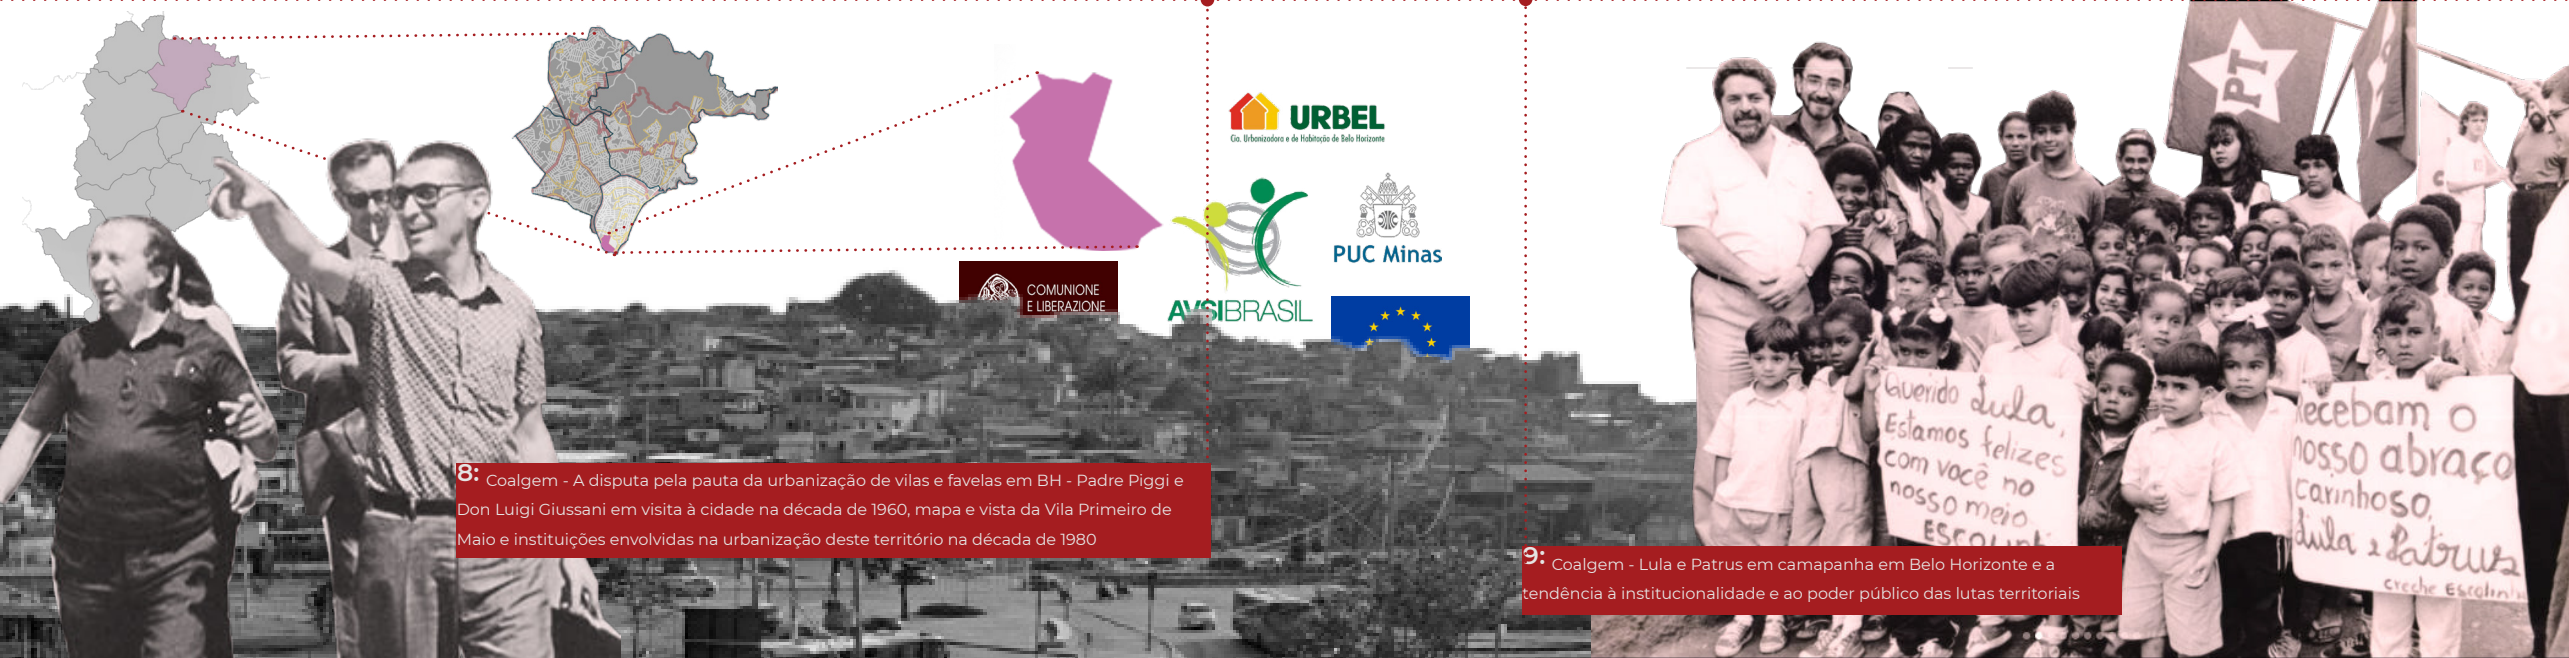 URBEL
Cia. Urbanizadora e de Habitação de Belo Horizonte
PUC Minas
COMUNIONE
E LIBERAZIONE
AVSIBRASIL
8: Coalgem - A disputa pela pauta da urbanização de vilas e favelas em BH - Padre Piggi e
Don Luigi Giussani em visita à cidade na década de 1960, mapa e vista da Vila Primeiro de
Maio e instituições envolvidas na urbanização deste território na década de 1980
PT
Querido Lula,
Estamos felizes
com você no
nosso meio
ecebam o
nosso abraço
carinhoso,
Lula e Patrus
creche Escolinh
9: Coalgem - Lula e Patrus em camapanha em Belo Horizonte e a
tendência à institucionalidade e ao poder público das lutas territoriais